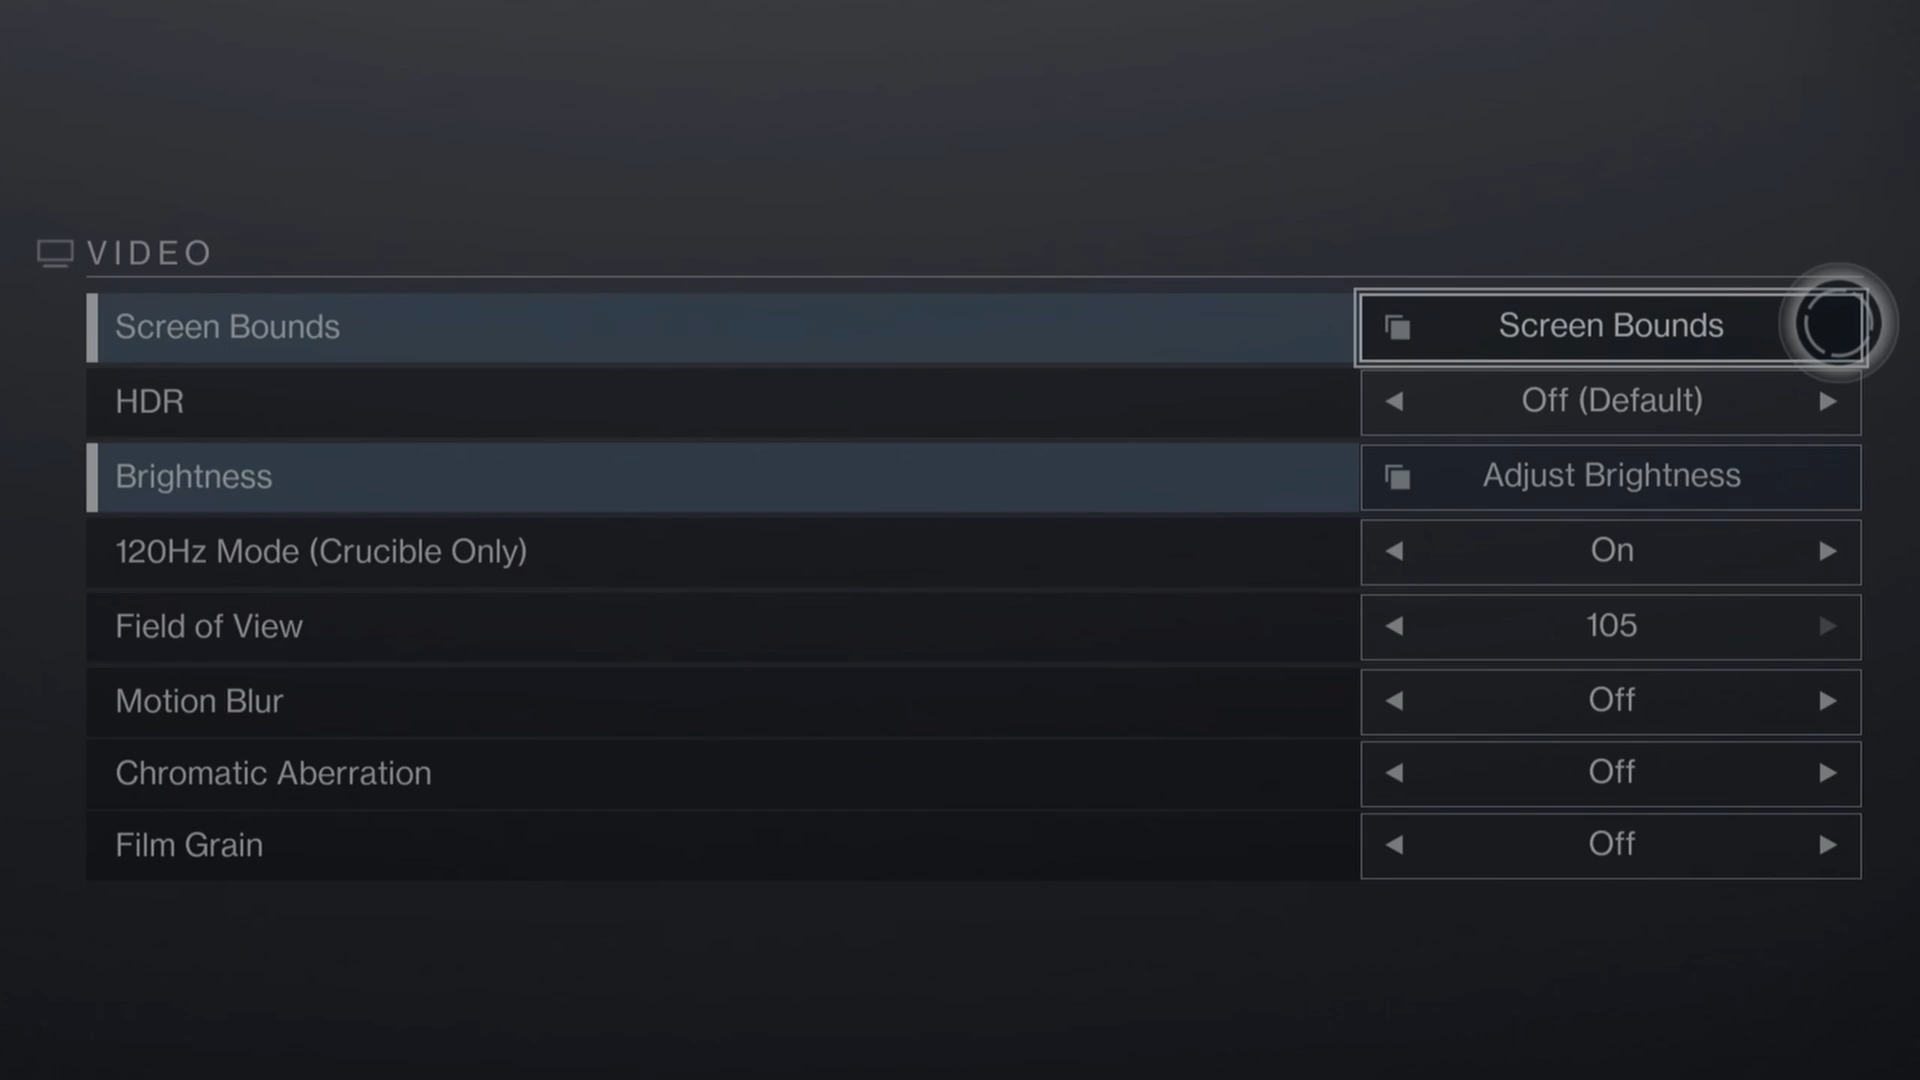 VIDEO
Screen Bounds Screen Bounds
HDR Off (Default)
Brightness Adjust Brightness
120Hz Mode (Crucible Only) On
Field of View 105
Motion Blur Off
Chromatic Aberration Off
Film Grain Off